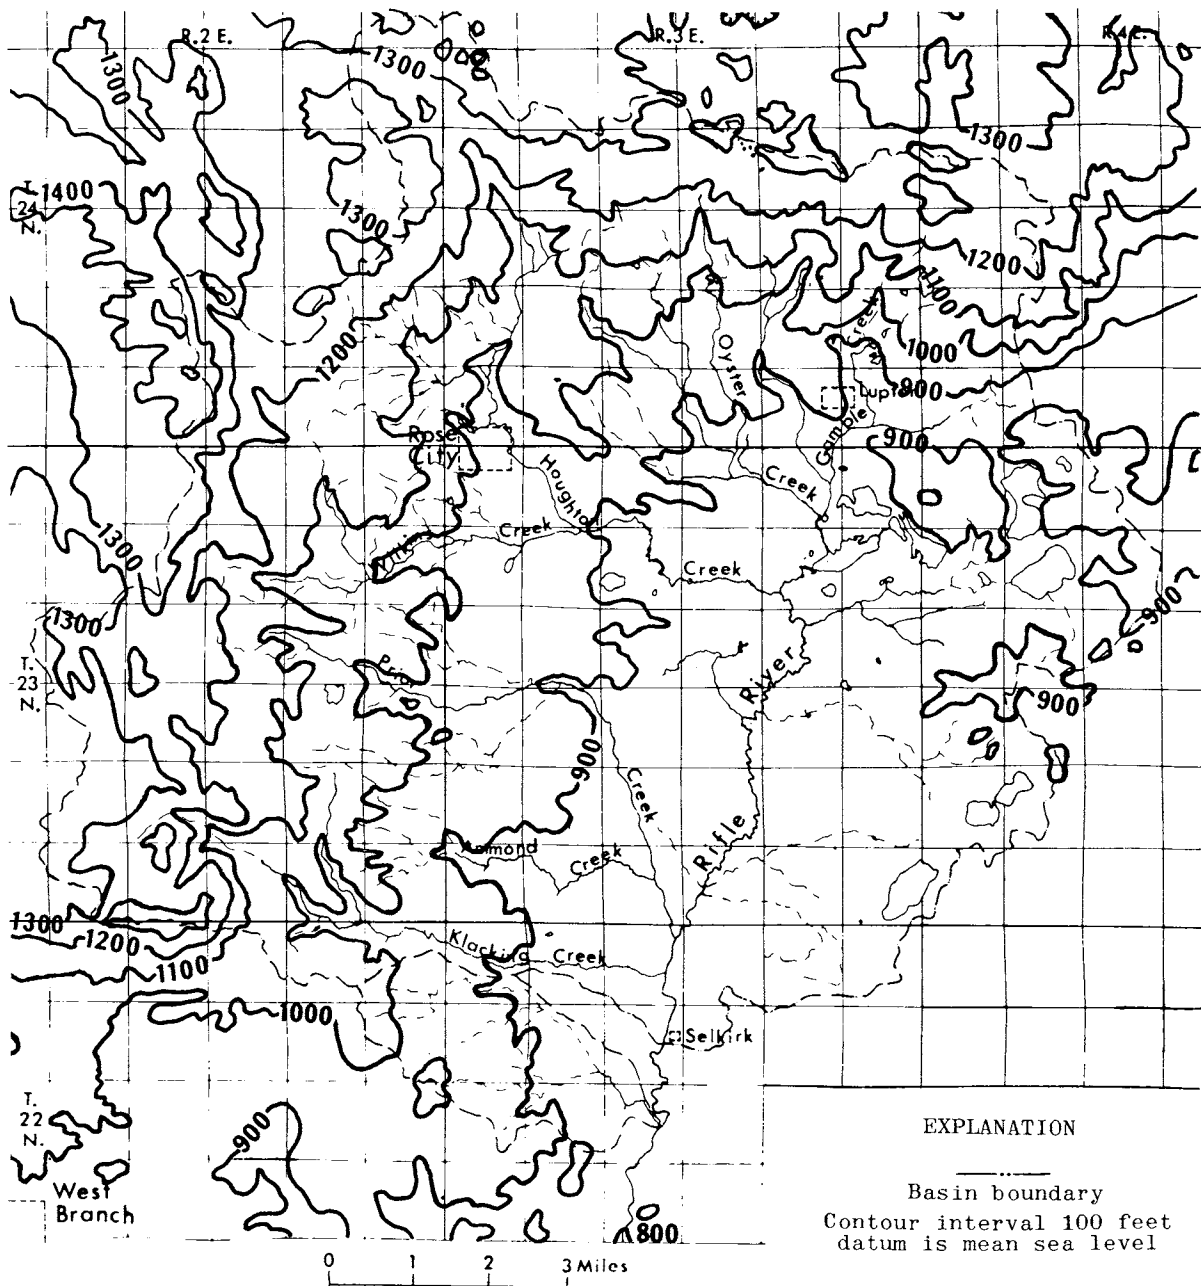 R.2 E.
R.3 E.
R.4 E.
1300
1300
1300
T.
24
N.
1400
1300
1200
1100
1200
1000
Creek
Oyster
Lupton
900
Gamble
900
Rose
City
Houghton
Creek
Creek
Creek
1300
1300
900
T.
23
N.
Prior
River
900
900
Creek
Rifle
Creek
1300
1200
1100
Klacking Creek
1000
Selkirk
T.
22
N.
900
West
Branch
800
EXPLANATION
Basin boundary
Contour interval 100 feet
datum is mean sea level
0 1 2 3 Miles